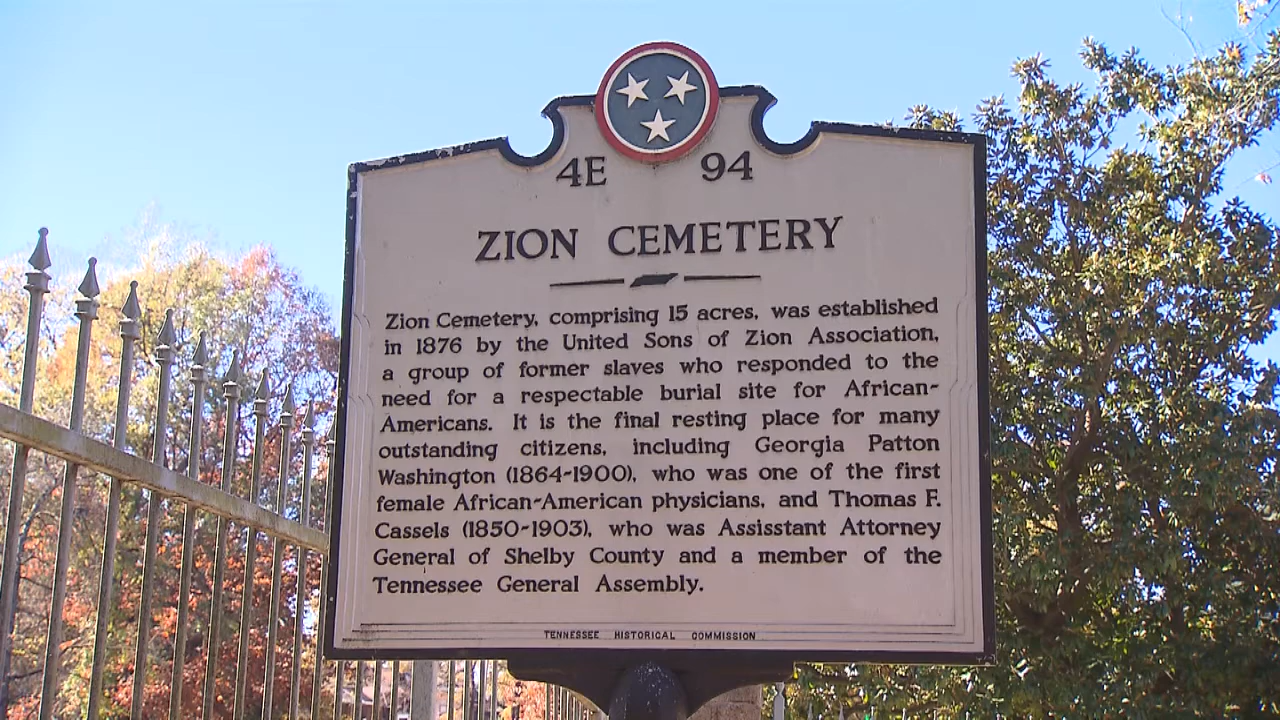 4E 94
ZION CEMETERY
Zion Cemetery, comprising 15 acres, was established
in 1876 by the United Sons of Zion Association,
a group of former slaves who responded to the
need for a respectable burial site for African-
Americans. It is the final resting place for many
outstanding citizens, including Georgia Patton
Washington (1864-1900), who was one of the first
female African-American physicians, and Thomas F.
Cassels (1850-1903), who was Assisstant Attorney
General of Shelby County and a member of the
Tennessee General Assembly.
TENNESSEE HISTORICAL COMMISSION